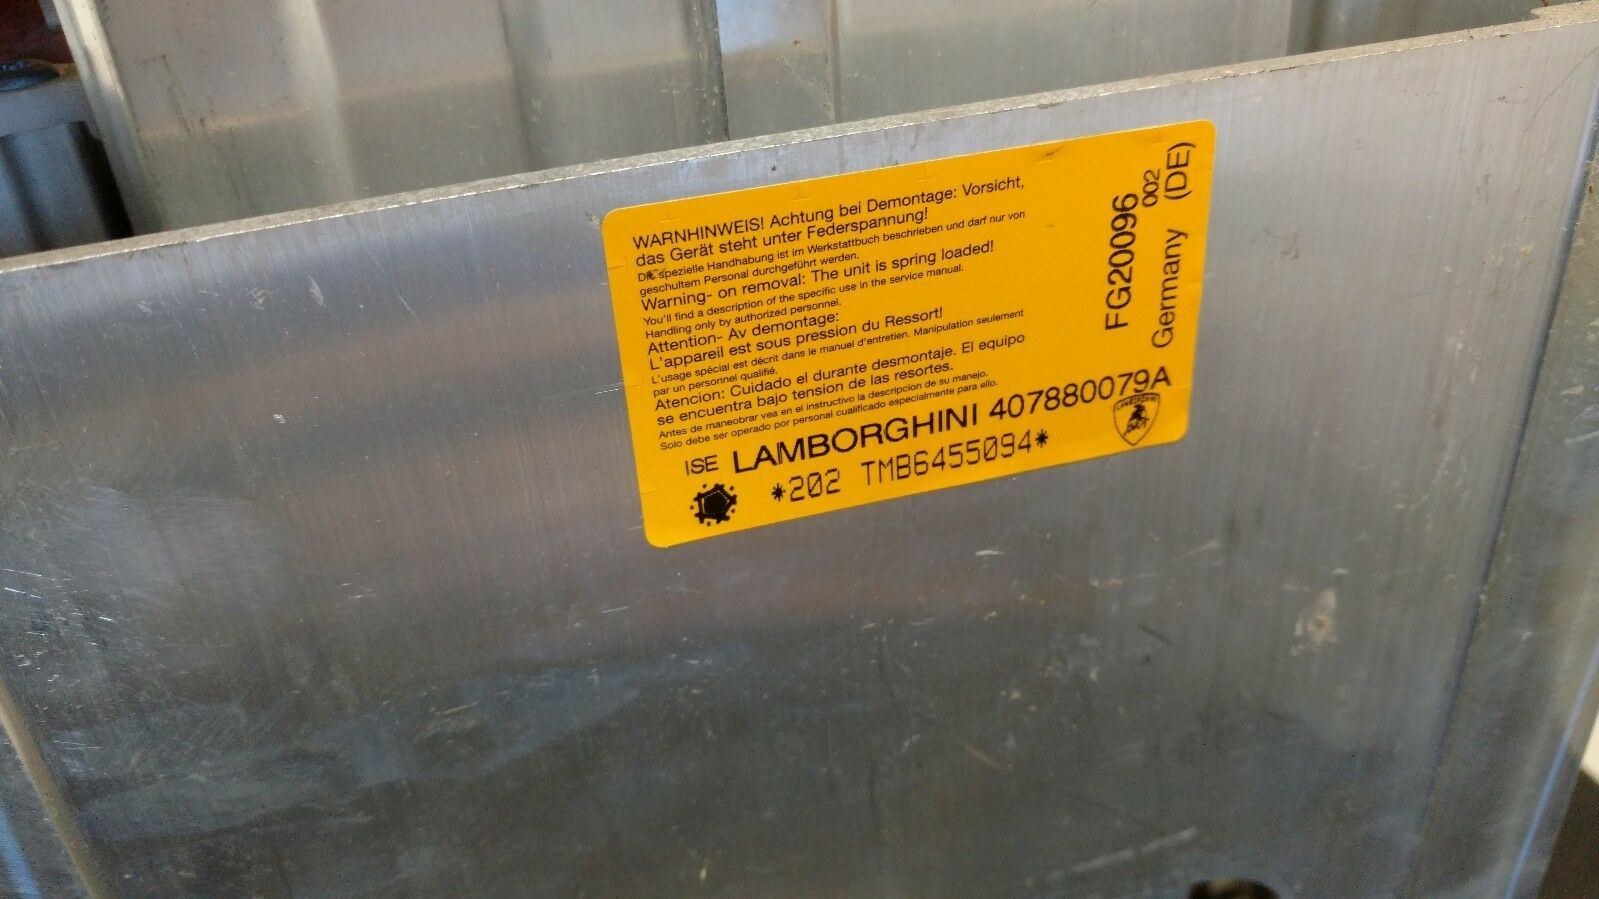 WARNHINWEIS! Achtung bei Demontage: Vorsicht,
das Gerät steht unter Federspannung!
Die spezielle Handhabung ist im Werkstattbuch beschrieben und darf nur von
geschultem Personal durchgeführt werden.
Warning- on removal: The unit is spring loaded!
You'll find a description of the specific use in the service manual.
Handling only by authorized personnel.
Attention- Av demontage:
L'appareil est sous pression du Ressort!
L'usage spécial est décrit dans le manuel d'entretien. Manipulation seulement
par un personnel qualifié.
Atencion: Cuidado el durante desmontaje. El equipo
se encuentra bajo tension de las resortes.
Antes de maneobrar vea en el instructivo la descripcion de su manejo.
Solo debe ser operado por personal cualificado especialmente para ello.
ISE LAMBORGHINI 407880079A
*202 TMB6455094*
FG20096
002
Germany (DE)
LAMBORGHINI